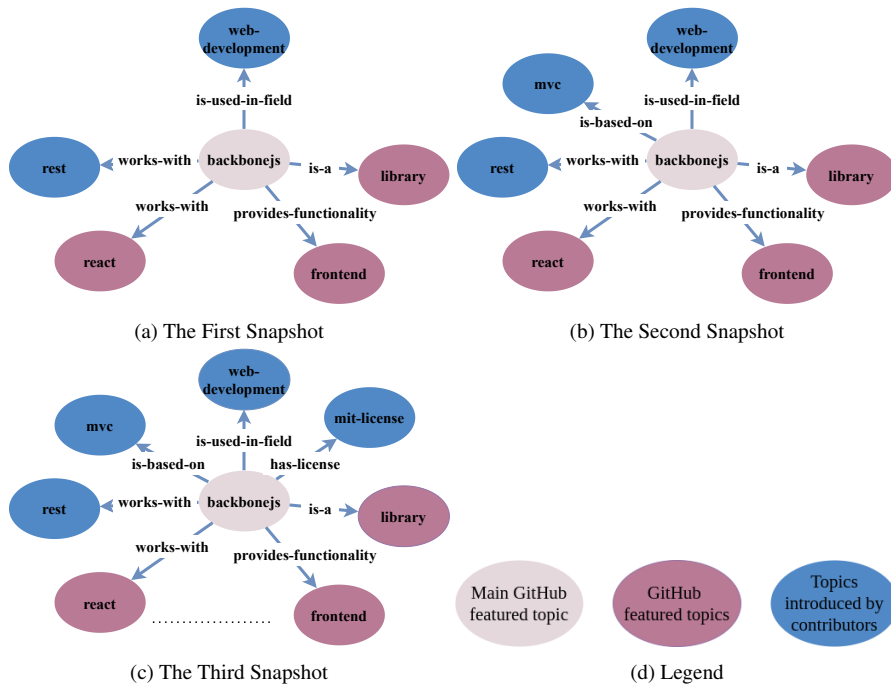 web-
development
is-used-in-field
rest
works-with
backbonejs
is-a
library
works-with
provides-functionality
react
frontend
(a) The First Snapshot
web-
development
mvc
is-used-in-field
is-based-on
rest
works-with
backbonejs
is-a
library
works-with
provides-functionality
react
frontend
(b) The Second Snapshot
web-
development
mit-license
mvc
is-used-in-field
is-based-on
has-license
rest
works-with
backbonejs
is-a
library
works-with
provides-functionality
react
.....................
frontend
(c) The Third Snapshot
Main GitHub
featured topic
GitHub
featured topics
Topics
introduced by
contributors
(d) Legend